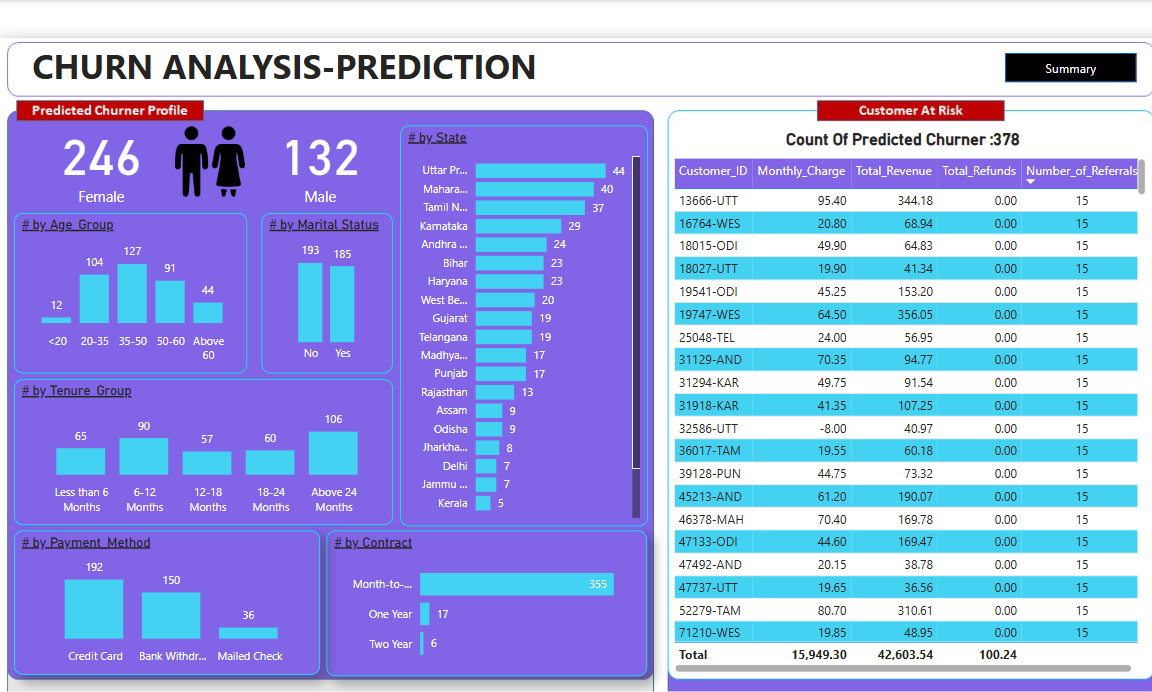 CHURN ANALYSIS-PREDICTION
Summary
Predicted Churner Profile
246
Female
132
Male
# by Age_Group
12
104
127
91
44
<20
20-35
35-50
50-60
Above
60
# by Marital Status
193
185
No
Yes
# by Tenure_Group
65
90
57
60
106
Less than 6
Months
6-12
Months
12-18
Months
18-24
Months
Above 24
Months
# by Payment_Method
192
150
36
Credit Card
Bank Withdr...
Mailed Check
# by State
Uttar Pr... 44
Mahara... 40
Tamil N... 37
Karnataka 29
Andhra ... 24
Bihar 23
Haryana 23
West Be... 20
Gujarat 19
Telangana 19
Madhya... 17
Punjab 17
Rajasthan 13
Assam 9
Odisha 9
Jharkha... 8
Delhi 7
Jammu ... 7
Kerala 5
# by Contract
Month-to-... 355
One Year 17
Two Year 6
Customer At Risk
Count Of Predicted Churner :378
Customer_ID Monthly_Charge Total_Revenue Total_Refunds Number_of_Referrals
13666-UTT 95.40 344.18 0.00 15
16764-WES 20.80 68.94 0.00 15
18015-ODI 49.90 64.83 0.00 15
18027-UTT 19.90 41.34 0.00 15
19541-ODI 45.25 153.20 0.00 15
19747-WES 64.50 356.05 0.00 15
25048-TEL 24.00 56.95 0.00 15
31129-AND 70.35 94.77 0.00 15
31294-KAR 49.75 91.54 0.00 15
31918-KAR 41.35 107.25 0.00 15
32586-UTT -8.00 40.97 0.00 15
36017-TAM 19.55 60.18 0.00 15
39128-PUN 44.75 73.32 0.00 15
45213-AND 61.20 190.07 0.00 15
46378-MAH 70.40 169.78 0.00 15
47133-ODI 44.60 169.47 0.00 15
47492-AND 20.15 38.78 0.00 15
47737-UTT 19.65 36.56 0.00 15
52279-TAM 80.70 310.61 0.00 15
71210-WES 19.85 48.95 0.00 15
Total 15,949.30 42,603.54 100.24